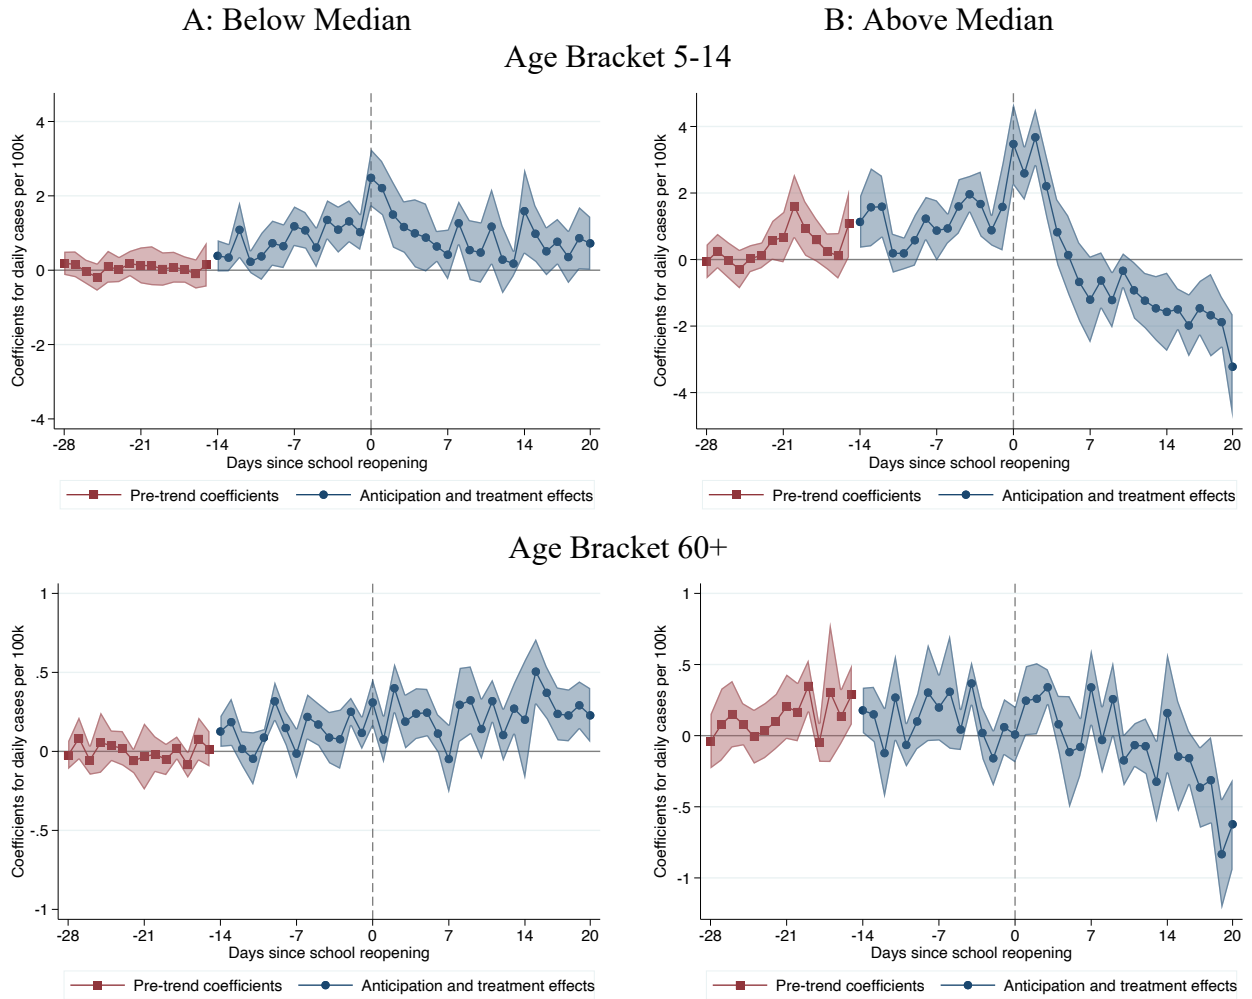 A: Below Median
B: Above Median
Age Bracket 5-14
Coefficients for daily cases per 100k
4
2
0
-2
-4
-28
-21
-14
-7
0
7
14
20
Days since school reopening
Pre-trend coefficients
Anticipation and treatment effects
Coefficients for daily cases per 100k
4
2
0
-2
-4
-28
-21
-14
-7
0
7
14
20
Days since school reopening
Pre-trend coefficients
Anticipation and treatment effects
Age Bracket 60+
Coefficients for daily cases per 100k
1
.5
0
-.5
-1
-28
-21
-14
-7
0
7
14
20
Days since school reopening
Pre-trend coefficients
Anticipation and treatment effects
Coefficients for daily cases per 100k
1
.5
0
-.5
-1
-28
-21
-14
-7
0
7
14
20
Days since school reopening
Pre-trend coefficients
Anticipation and treatment effects